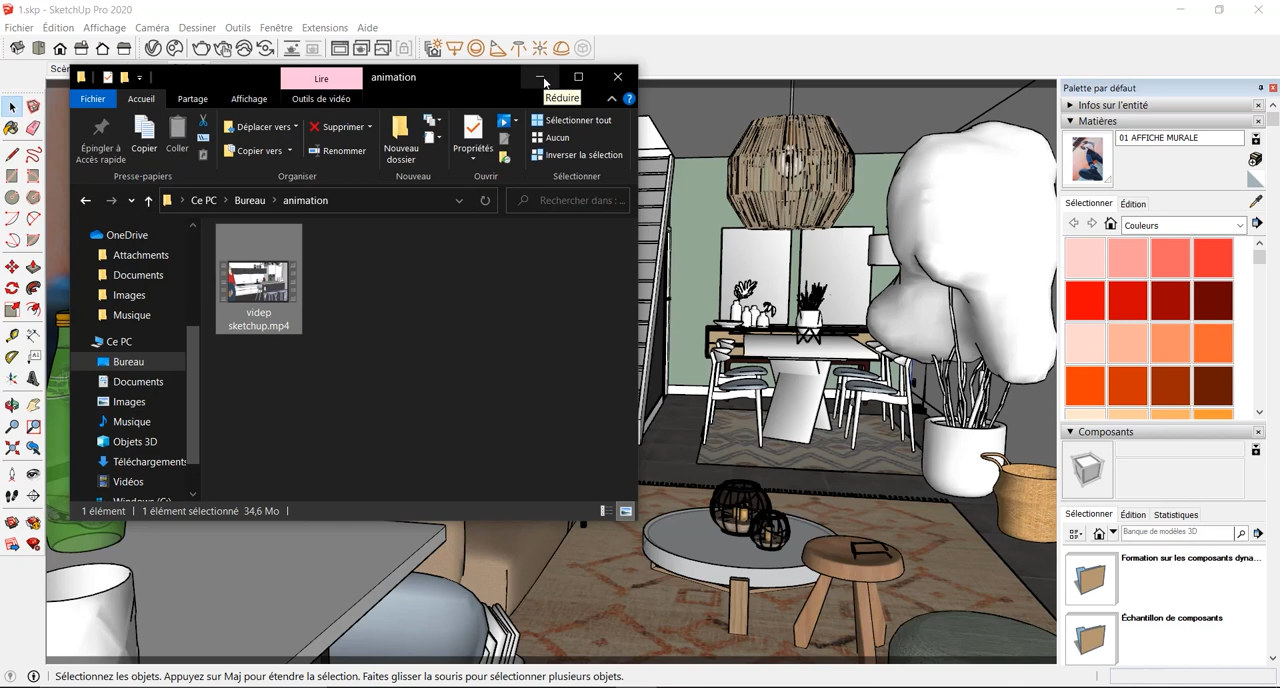 1.skp - SketchUp Pro 2020
Fichier Édition Affichage Caméra Dessiner Outils Fenêtre Extensions Aide
Lire animation
Réduire
Fichier Accueil Partage Affichage Outils de vidéo
Épingler à
Accès rapide
Copier
Coller
Déplacer vers
Copier vers
Supprimer
Renommer
Nouveau
dossier
Propriétés
Sélectionner tout
Aucun
Inverser la sélection
Presse-papiers Organiser Nouveau Ouvrir Sélectionner
Ce PC Bureau animation
Rechercher dans : ...
OneDrive
Attachments
Documents
Images
Musique
Ce PC
Bureau
Documents
Images
Musique
Objets 3D
Téléchargements
Vidéos
videp
sketchup.mp4
1 élément 1 élément sélectionné 34,6 Mo
Palette par défaut
Infos sur l'entité
Matières
01 AFFICHE MURALE
Sélectionner Édition
Couleurs
Composants
Sélectionner Édition Statistiques
Banque de modèles 3D
Formation sur les composants dyna...
Échantillon de composants
Sélectionnez les objets. Appuyez sur Maj pour étendre la sélection. Faites glisser la souris pour sélectionner plusieurs objets.